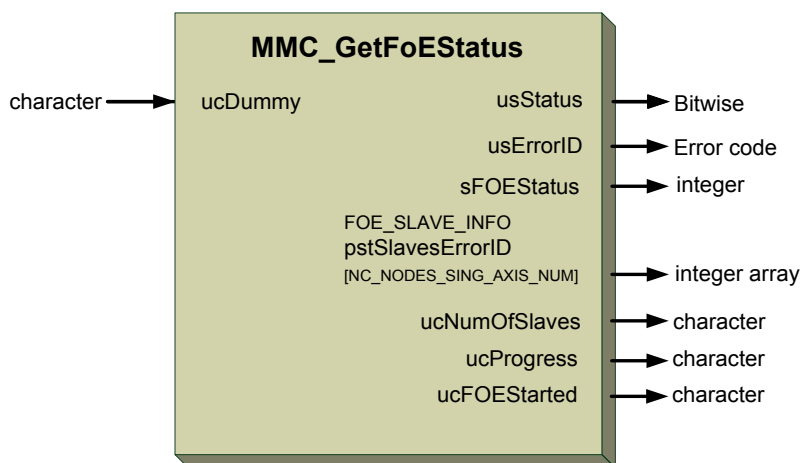 MMC_GetFoEStatus
character ucDummy usStatus Bitwise
usErrorID Error code
sFOEStatus integer
FOE_SLAVE_INFO
pstSlavesErrorID
[NC_NODES_SING_AXIS_NUM] integer array
ucNumOfSlaves character
ucProgress character
ucFOEStarted character